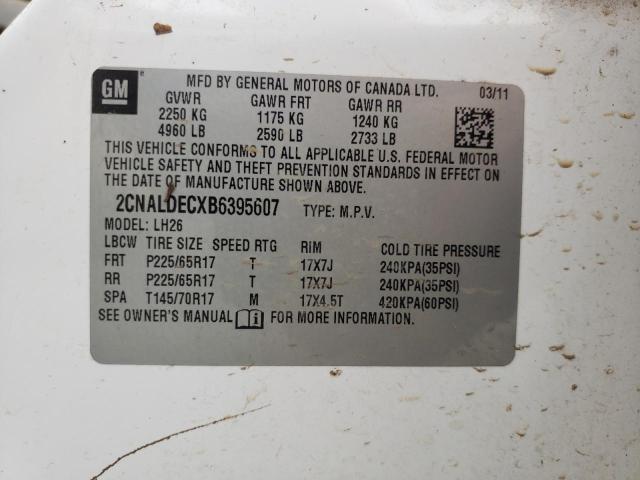 GM ® MFD BY GENERAL MOTORS OF CANADA LTD. 03/11
GVWR GAWR FRT GAWR RR
2250 KG 1175 KG 1240 KG
4960 LB 2590 LB 2733 LB
THIS VEHICLE CONFORMS TO ALL APPLICABLE U.S. FEDERAL MOTOR
VEHICLE SAFETY AND THEFT PREVENTION STANDARDS IN EFFECT ON
THE DATE OF MANUFACTURE SHOWN ABOVE.
2CNALDECXB6395607 TYPE: M.P.V.
MODEL: LH26
LBCW TIRE SIZE SPEED RTG RIM COLD TIRE PRESSURE
FRT P225/65R17 T 17X7J 240KPA(35PSI)
RR P225/65R17 T 17X7J 240KPA(35PSI)
SPA T145/70R17 M 17X4.5T 420KPA(60PSI)
SEE OWNER'S MANUAL FOR MORE INFORMATION.